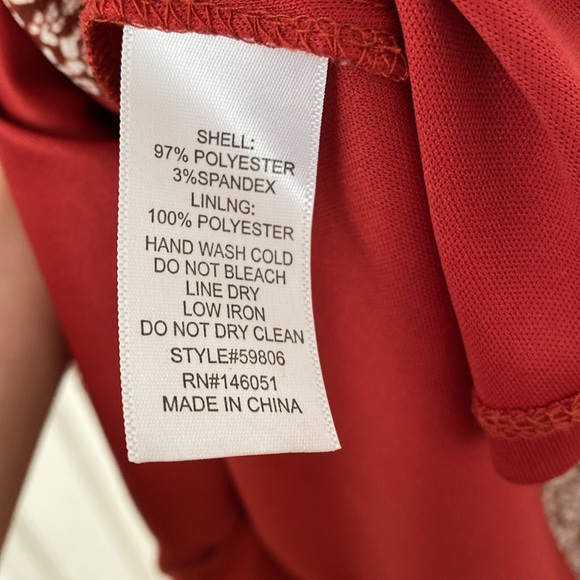 SHELL:
97% POLYESTER
3%SPANDEX
LINLNG:
100% POLYESTER
HAND WASH COLD
DO NOT BLEACH
LINE DRY
LOW IRON
DO NOT DRY CLEAN
STYLE#59806
RN#146051
MADE IN CHINA